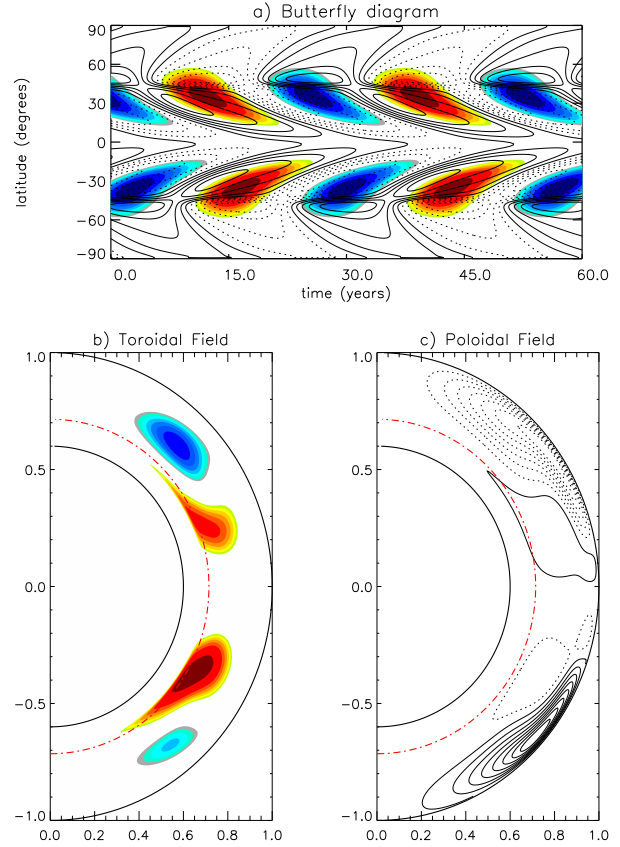 a) Butterfly diagram
90
60
30
0
−30
−60
−90
latitude (degrees)
0.0 15.0 30.0 45.0 60.0
time (years)
b) Toroidal Field
1.0
0.5
0.0
−0.5
−1.0
0.0 0.2 0.4 0.6 0.8 1.0
c) Poloidal Field
1.0
0.5
0.0
−0.5
−1.0
0.0 0.2 0.4 0.6 0.8 1.0